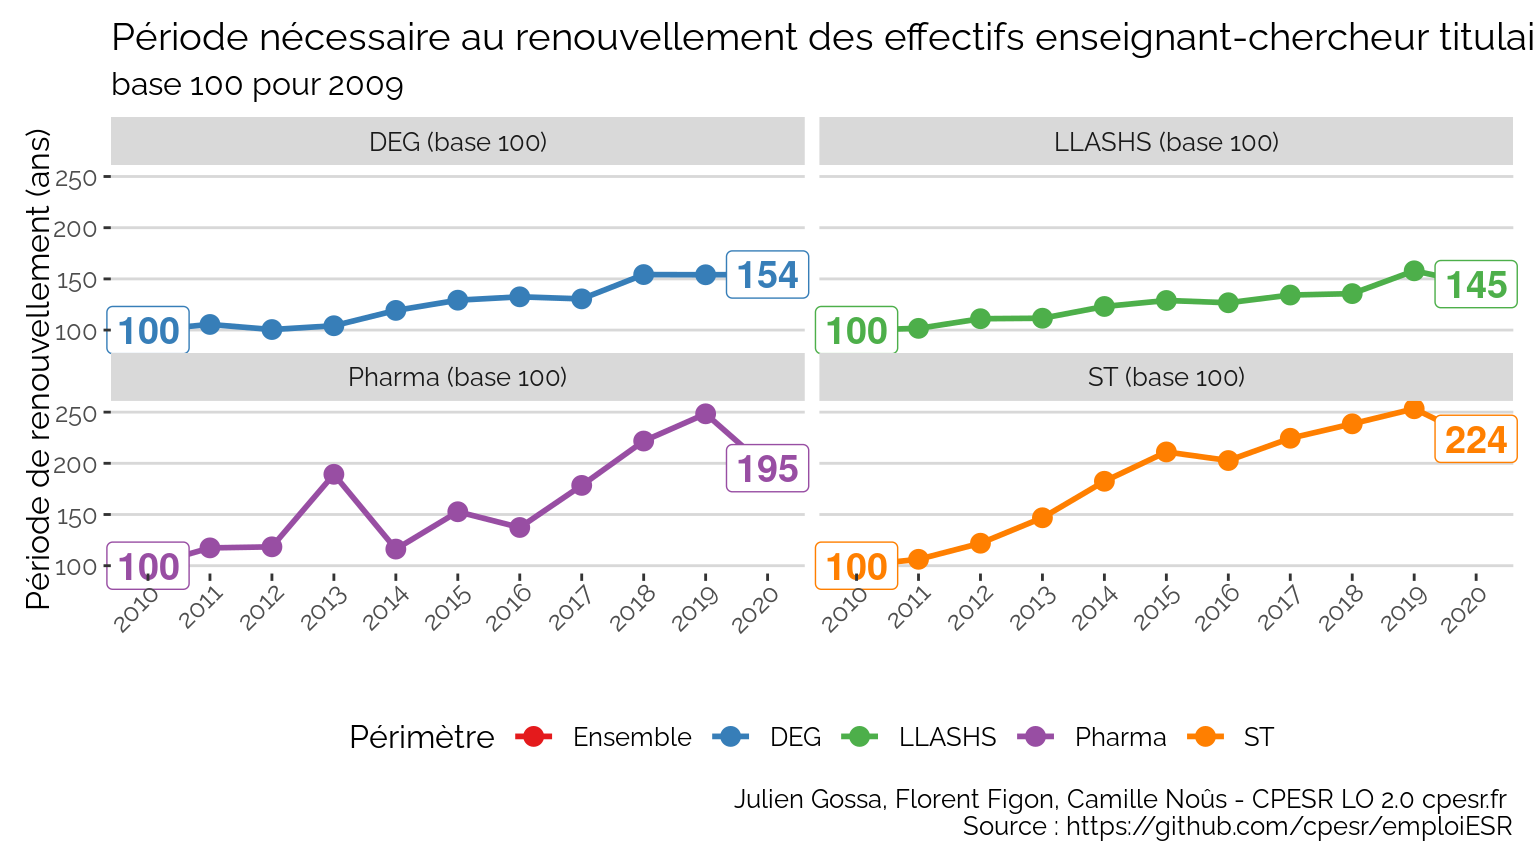 Période nécessaire au renouvellement des effectifs enseignant-chercheur titulai
base 100 pour 2009
Période de renouvellement (ans)
DEG (base 100)
LLASHS (base 100)
250
200
150
100
100
154
100
145
Pharma (base 100)
ST (base 100)
250
200
150
100
100
195
100
224
2010 2011 2012 2013 2014 2015 2016 2017 2018 2019 2020
2010 2011 2012 2013 2014 2015 2016 2017 2018 2019 2020
Périmètre Ensemble DEG LLASHS Pharma ST
Julien Gossa, Florent Figon, Camille Noûs - CPESR LO 2.0 cpesr.fr
Source : https://github.com/cpesr/emploiESR